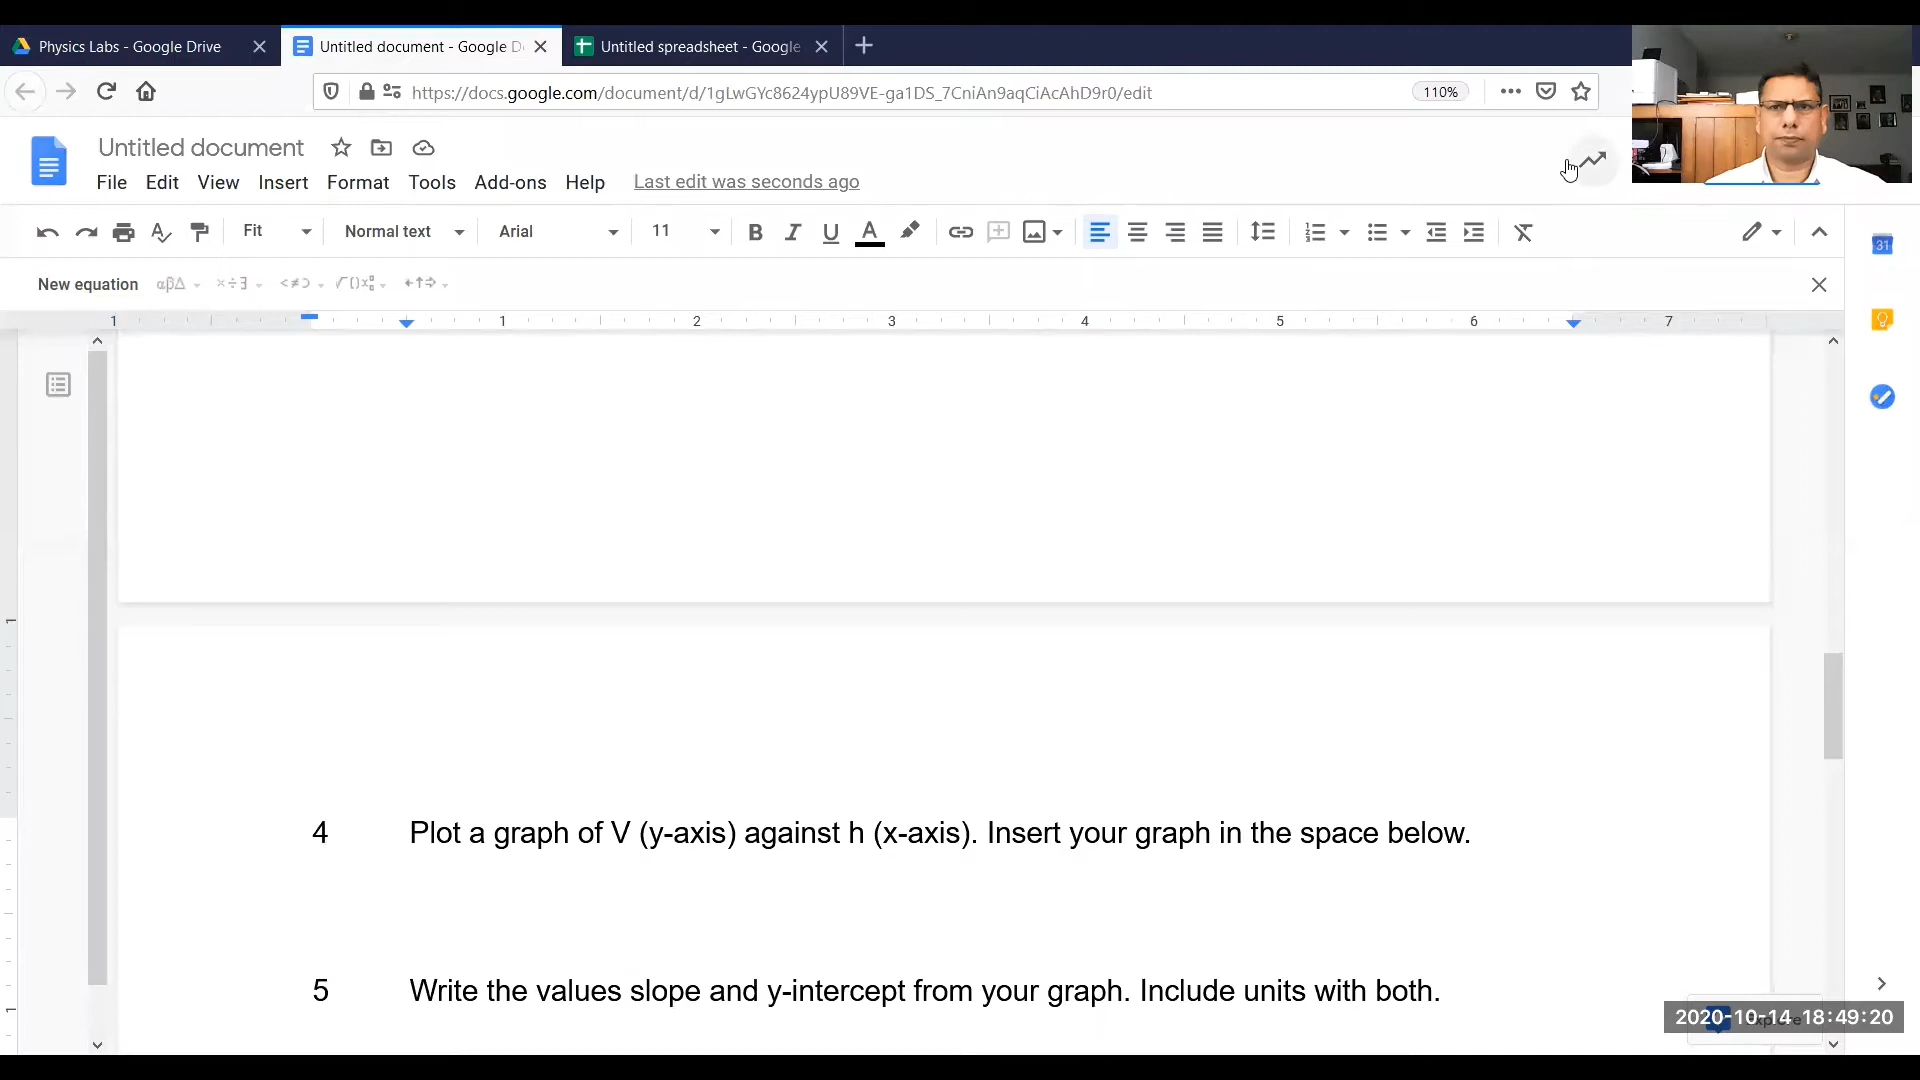 Physics Labs - Google Drive
Untitled document - Google D
Untitled spreadsheet - Google
https://docs.google.com/document/d/1gLwGYc8624ypU89VE-ga1DS_7CniAn9aqCiAcAhD9r0/edit
110%
Untitled document
File Edit View Insert Format Tools Add-ons Help Last edit was seconds ago
Fit Normal text Arial 11 B I U A
31
New equation αβΔ ×÷∃ <≠⊃
1 1 2 3 4 5 6 7
1
4 Plot a graph of V (y-axis) against h (x-axis). Insert your graph in the space below.
5 Write the values slope and y-intercept from your graph. Include units with both.
1
2020-10-14 18:49:20